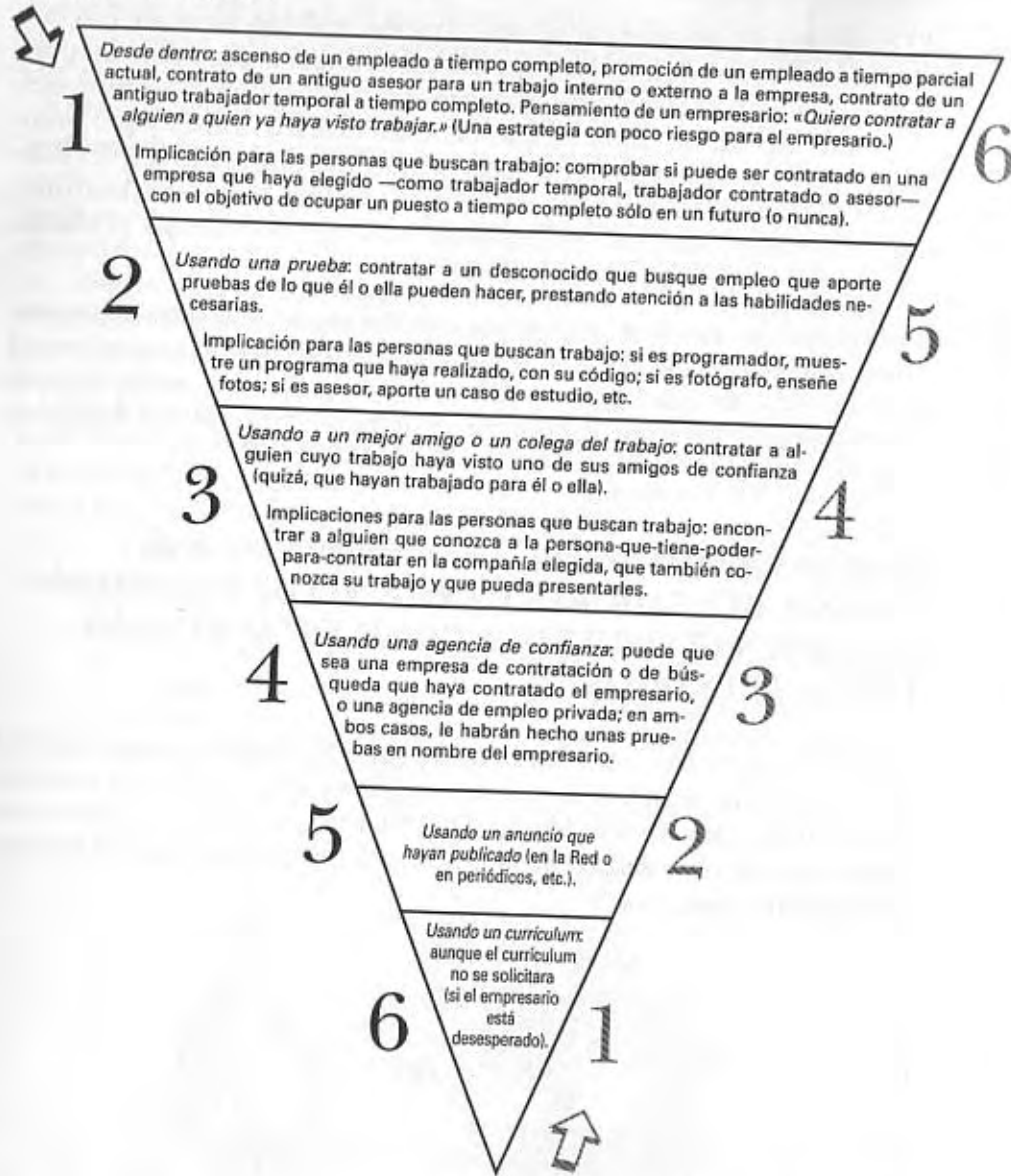 1
Desde dentro: ascenso de un empleado a tiempo completo, promoción de un empleado a tiempo parcial
actual, contrato de un antiguo asesor para un trabajo interno o externo a la empresa, contrato de un
antiguo trabajador temporal a tiempo completo. Pensamiento de un empresario: «Quiero contratar a
alguien a quien ya haya visto trabajar.» (Una estrategia con poco riesgo para el empresario.)
Implicación para las personas que buscan trabajo: comprobar si puede ser contratado en una
empresa que haya elegido —como trabajador temporal, trabajador contratado o asesor—
con el objetivo de ocupar un puesto a tiempo completo sólo en un futuro (o nunca).
6
2
Usando una prueba: contratar a un desconocido que busque empleo que aporte
pruebas de lo que él o ella pueden hacer, prestando atención a las habilidades ne-
cesarias.
Implicación para las personas que buscan trabajo: si es programador, mues-
tre un programa que haya realizado, con su código; si es fotógrafo, enseñe
fotos; si es asesor, aporte un caso de estudio, etc.
5
3
Usando a un mejor amigo o un colega del trabajo: contratar a al-
guien cuyo trabajo haya visto uno de sus amigos de confianza
(quizá, que hayan trabajado para él o ella).
Implicaciones para las personas que buscan trabajo: encon-
trar a alguien que conozca a la persona-que-tiene-poder-
para-contratar en la compañía elegida, que también co-
nozca su trabajo y que pueda presentarles.
4
4
Usando una agencia de confianza: puede que
sea una empresa de contratación o de bús-
queda que haya contratado el empresario,
o una agencia de empleo privada; en am-
bos casos, le habrán hecho unas prue-
bas en nombre del empresario.
3
5
Usando un anuncio que
hayan publicado (en la Red o
en periódicos, etc.).
2
6
Usando un currículum:
aunque el currículum
no se solicitara
(si el empresario
está
desesperado).
1